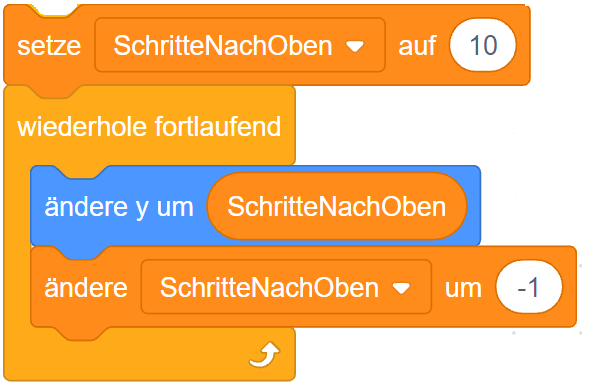 setze SchritteNachOben auf 10
wiederhole fortlaufend
ändere y um SchritteNachOben
ändere SchritteNachOben um -1